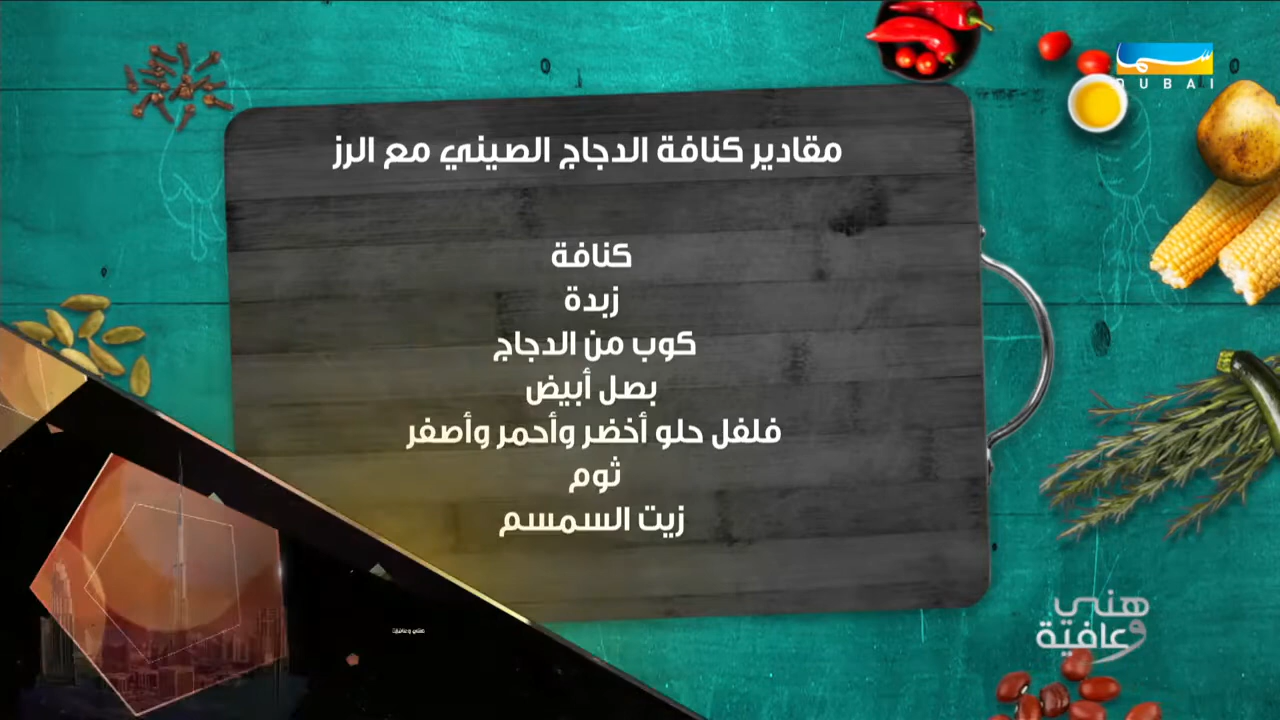 سما
DUBAI
مقادير كنافة الدجاج الصيني مع الرز
كنافة
زبدة
كوب من الدجاج
بصل أبيض
فلفل حلو أخضر وأحمر وأصفر
ثوم
زيت السمسم
هني وعافية